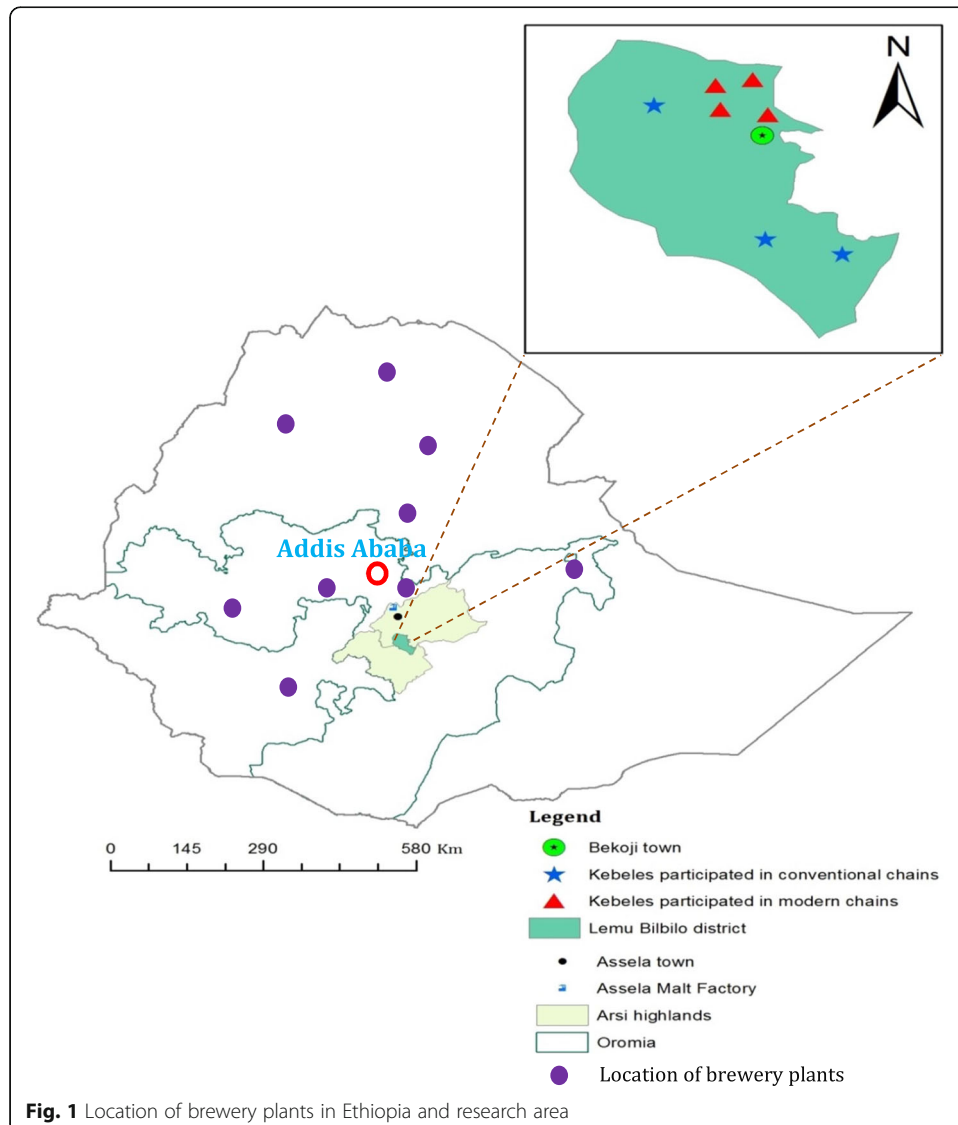 N
Addis Ababa
0 145 290 580 Km
Legend
Bekoji town
Kebeles participated in conventional chains
Kebeles participated in modern chains
Lemu Bilbilo district
Assela town
Assela Malt Factory
Arsi highlands
Oromia
Location of brewery plants
Fig. 1 Location of brewery plants in Ethiopia and research area